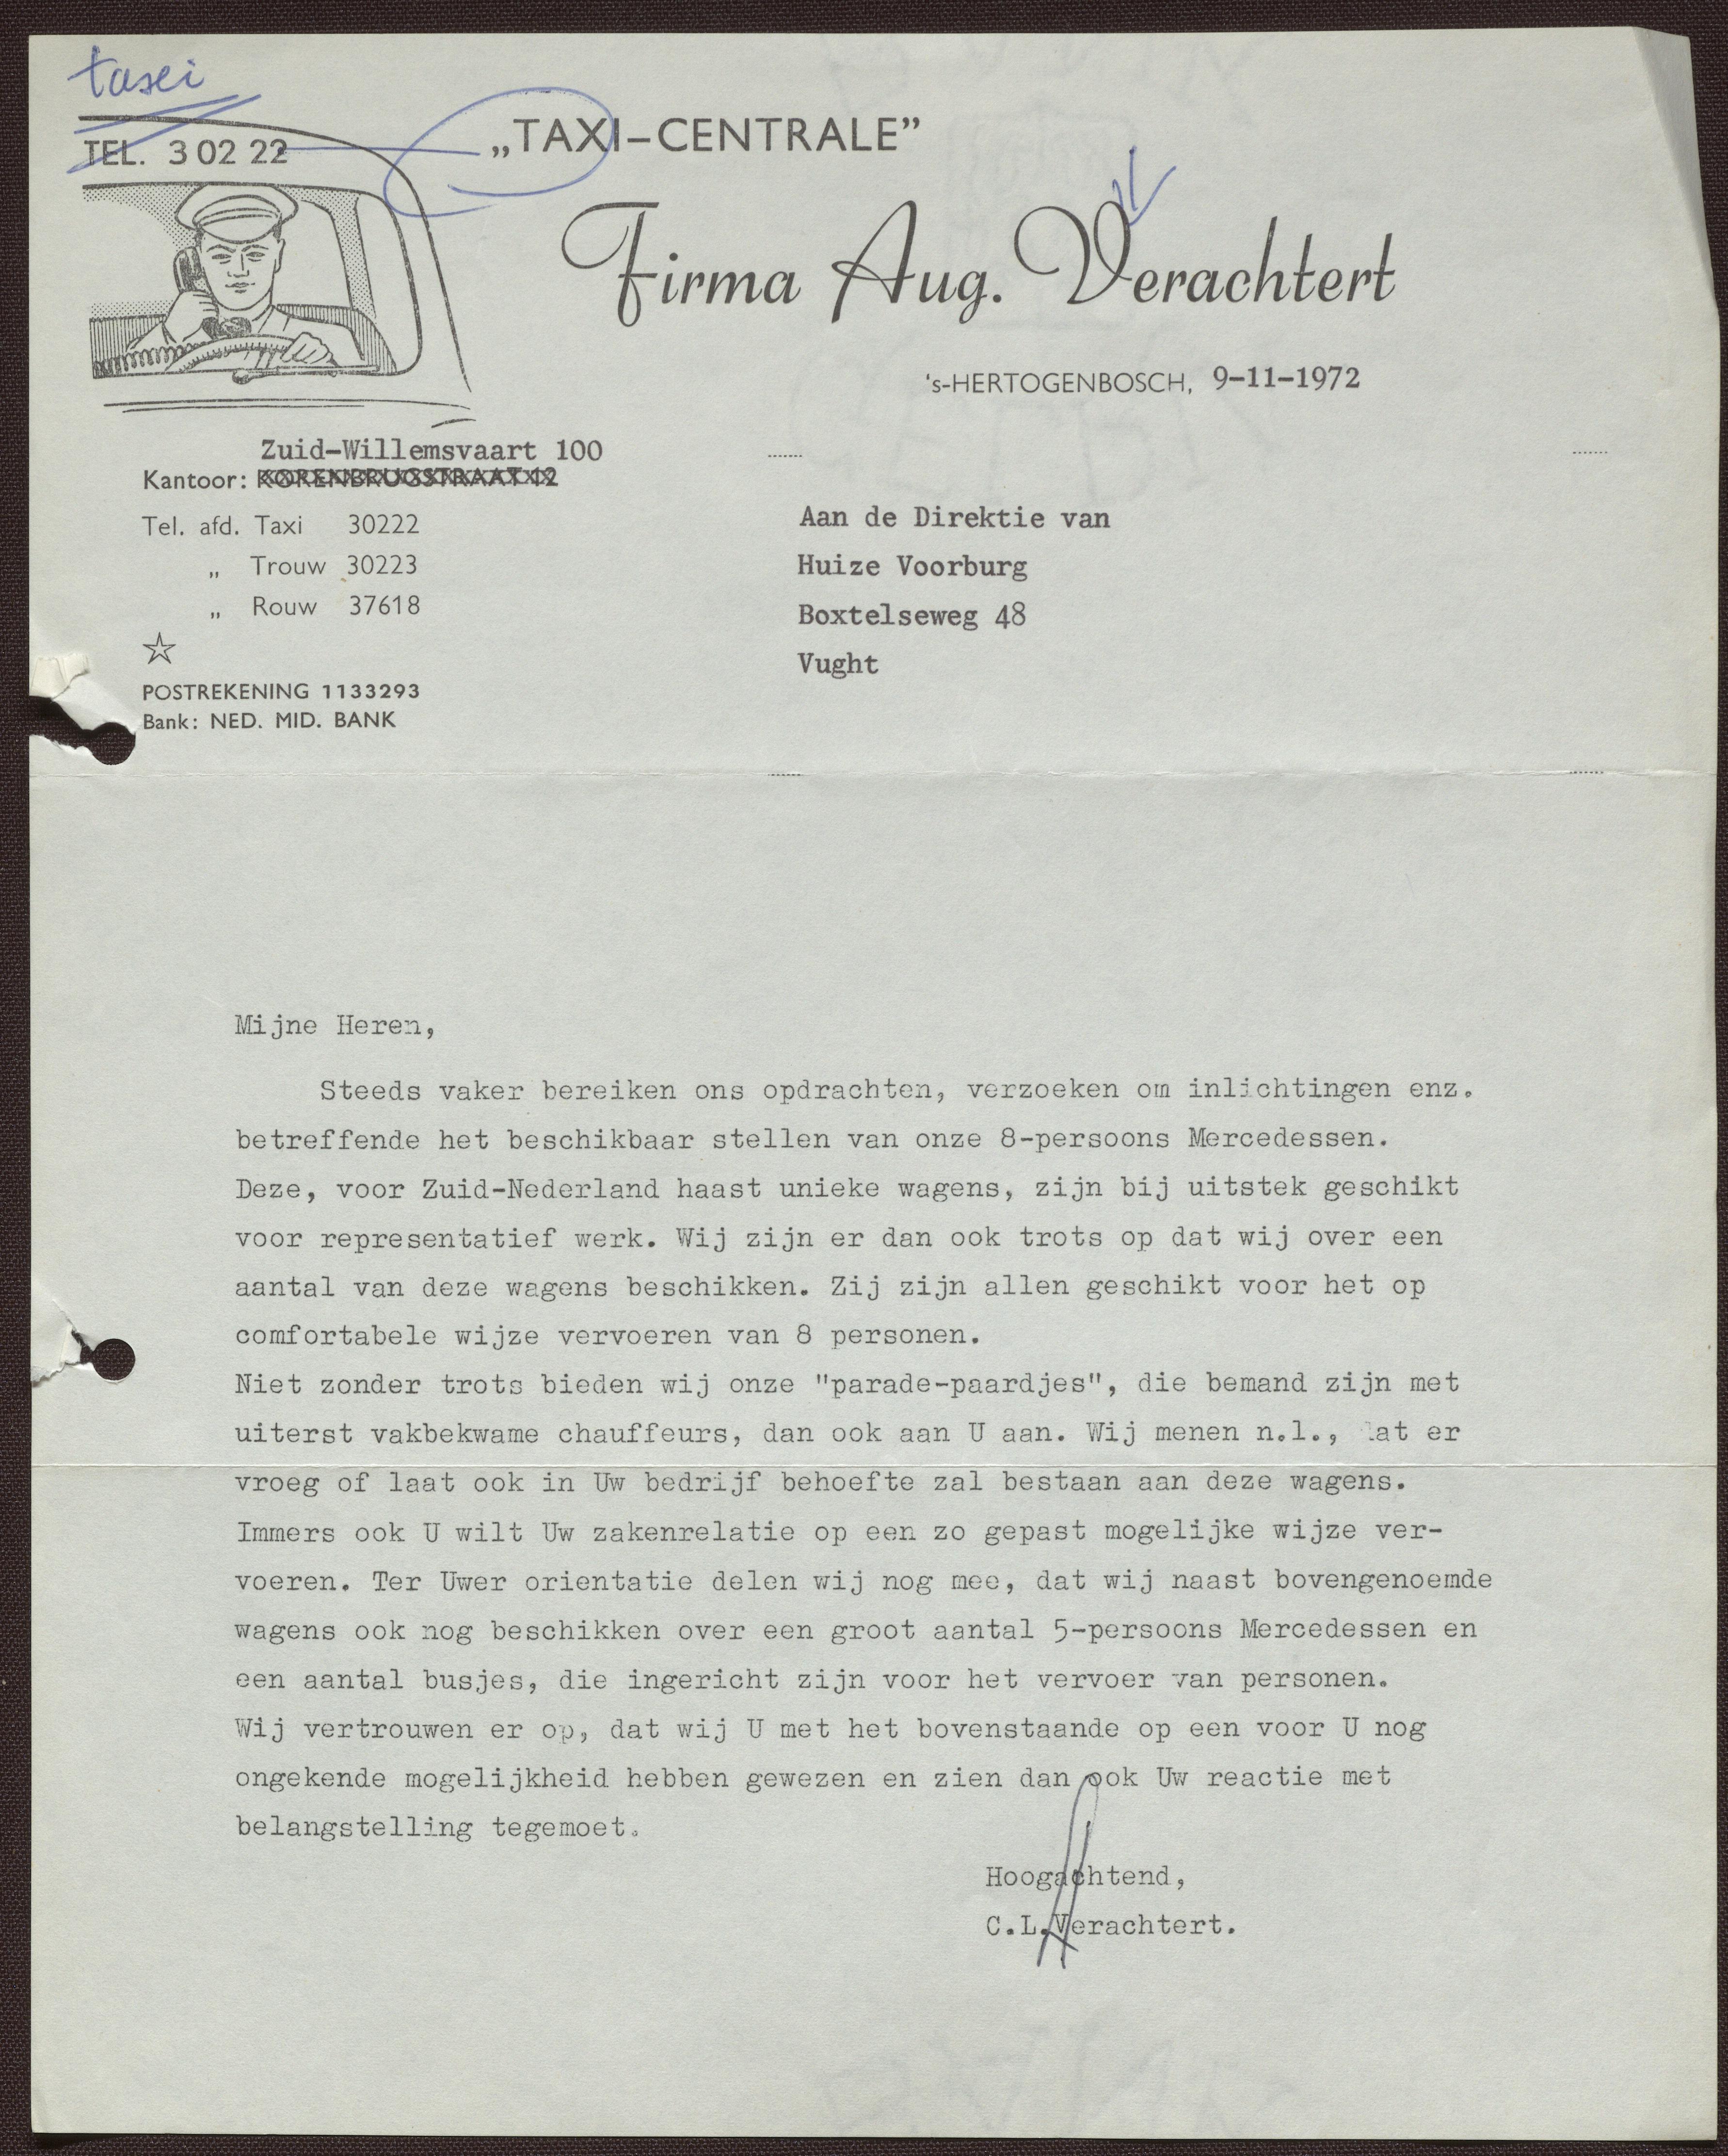 taxi
TEL. 3 02 22
„TAXI-CENTRALE”
Firma Aug. Verachtert
's-HERTOGENBOSCH, 9-11-1972
Zuid-Willemsvaart 100
Kantoor: KORENBRUGSTRAAT 12
Tel. afd. Taxi 30222
„ Trouw 30223
„ Rouw 37618
POSTREKENING 1133293
Bank: NED. MID. BANK
Aan de Direktie van
Huize Voorburg
Boxtelseweg 48
Vught
Mijne Heren,
Steeds vaker bereiken ons opdrachten, verzoeken om inlichtingen enz.
betreffende het beschikbaar stellen van onze 8-persoons Mercedessen.
Deze, voor Zuid-Nederland haast unieke wagens, zijn bij uitstek geschikt
voor representatief werk. Wij zijn er dan ook trots op dat wij over een
aantal van deze wagens beschikken. Zij zijn allen geschikt voor het op
comfortabele wijze vervoeren van 8 personen.
Niet zonder trots bieden wij onze "parade-paardjes", die bemand zijn met
uiterst vakbekwame chauffeurs, dan ook aan U aan. Wij menen n.l., dat er
vroeg of laat ook in Uw bedrijf behoefte zal bestaan aan deze wagens.
Immers ook U wilt Uw zakenrelatie op een zo gepast mogelijke wijze ver-
voeren. Ter Uwer orientatie delen wij nog mee, dat wij naast bovengenoemde
wagens ook nog beschikken over een groot aantal 5-persoons Mercedessen en
een aantal busjes, die ingericht zijn voor het vervoer van personen.
Wij vertrouwen er op, dat wij U met het bovenstaande op een voor U nog
ongekende mogelijkheid hebben gewezen en zien dan ook Uw reactie met
belangstelling tegemoet.
Hoogachtend,
C.L.Verachtert.